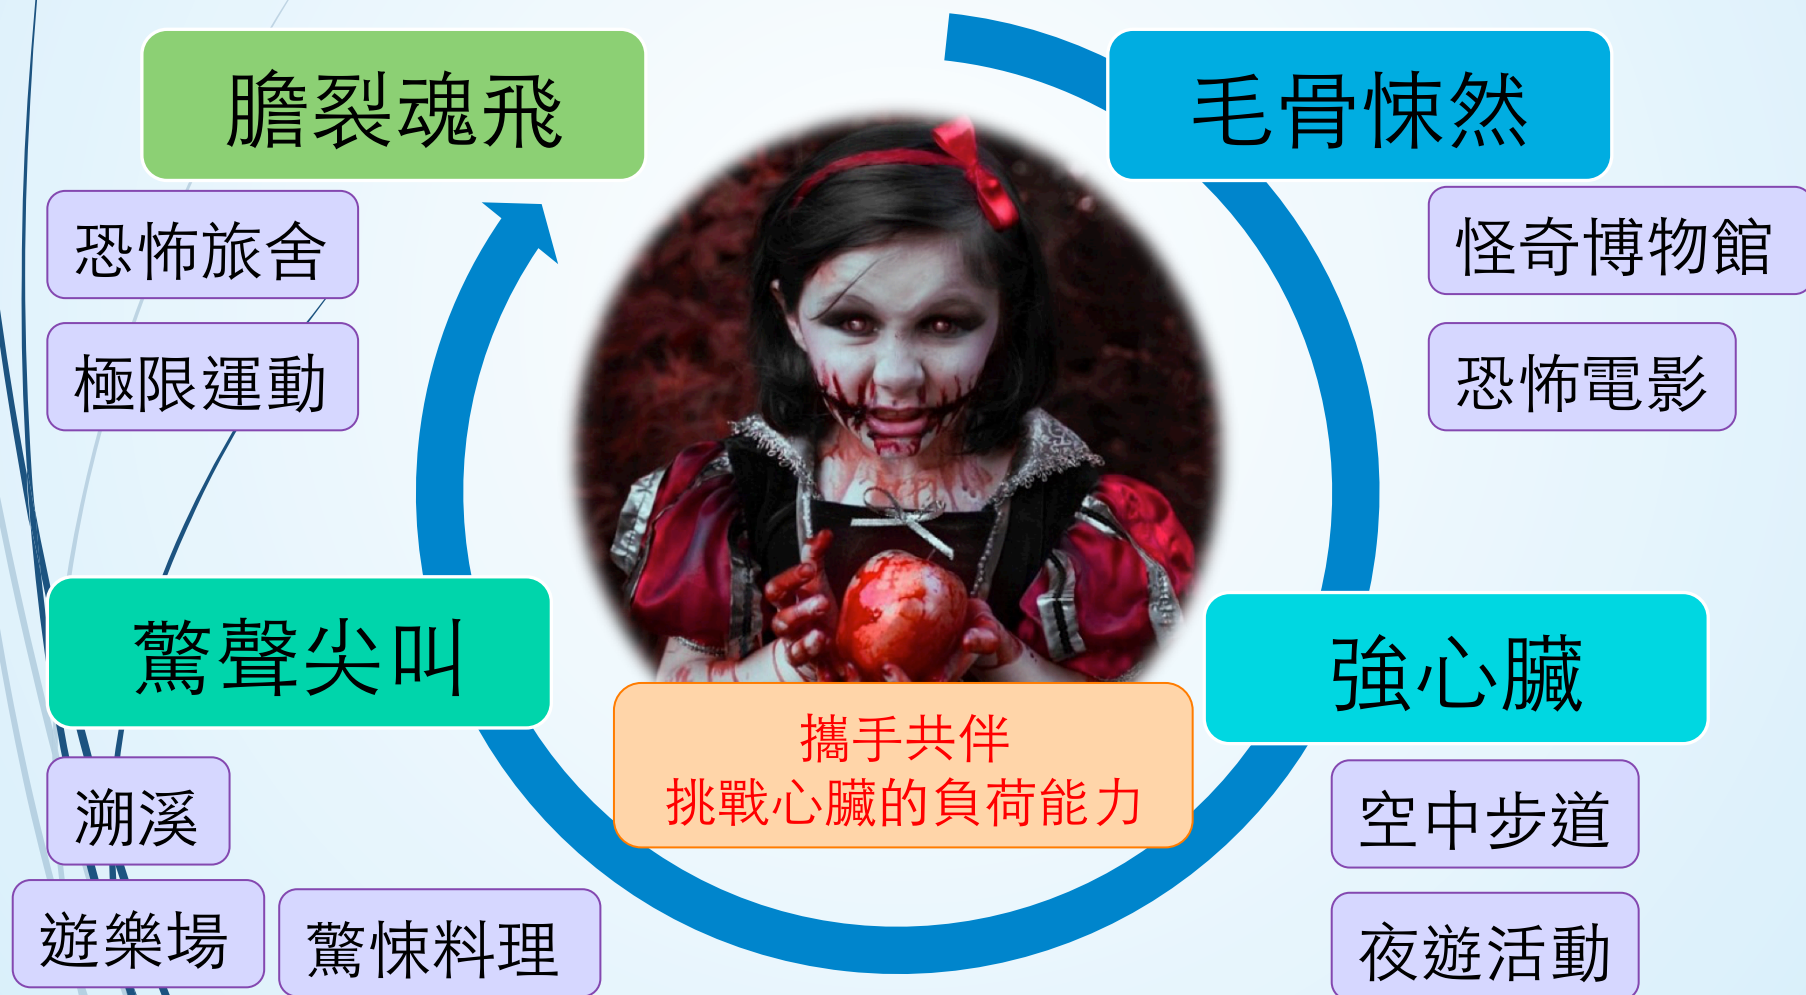 膽裂魂飛
毛骨悚然
恐怖旅舍
怪奇博物館
極限運動
恐怖電影
驚聲尖叫
強心臟
攜手共伴
挑戰心臟的負荷能力
溯溪
空中步道
遊樂場
驚悚料理
夜遊活動